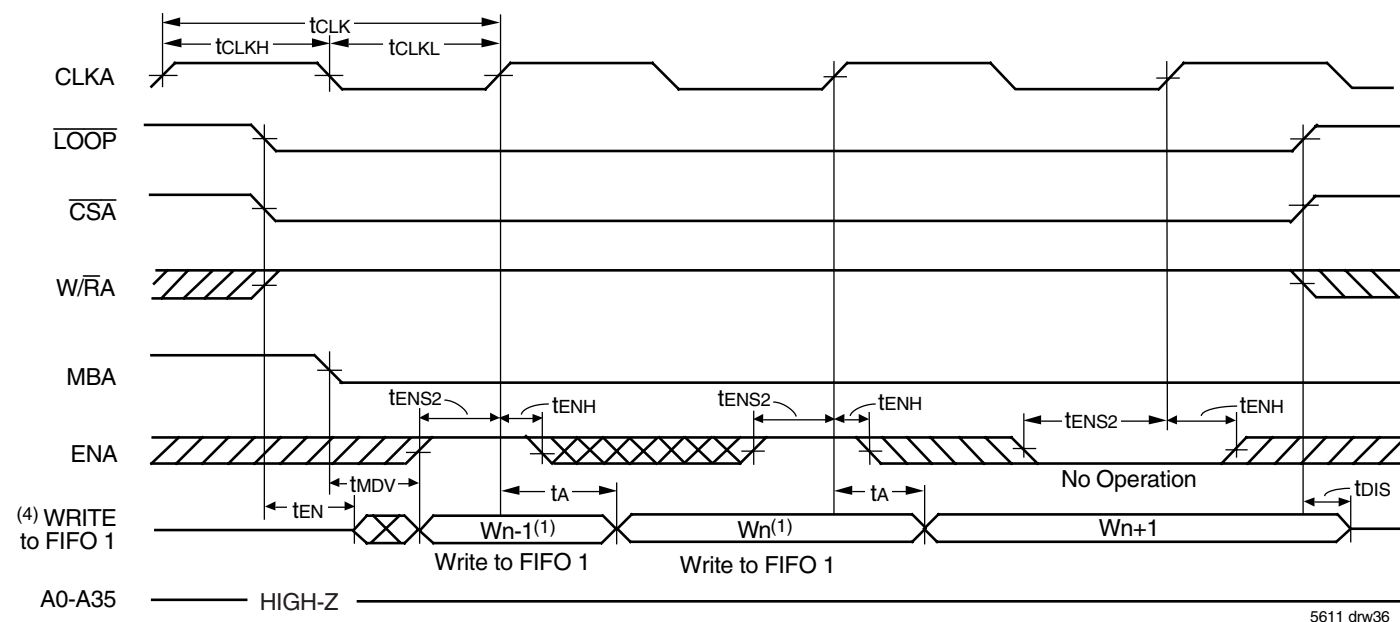 tCLK
tCLKH
tCLKL
CLKA
LOOP
CSA
W/RA
MBA
tENS2
tENH
tENS2
tENH
tENS2
tENH
ENA
No Operation
tMDV
tEN
tA
tA
tDIS
(4) WRITE
to FIFO 1
Wn-1(1)
Wn(1)
Wn+1
Write to FIFO 1
Write to FIFO 1
A0-A35
HIGH-Z
5611 drw36